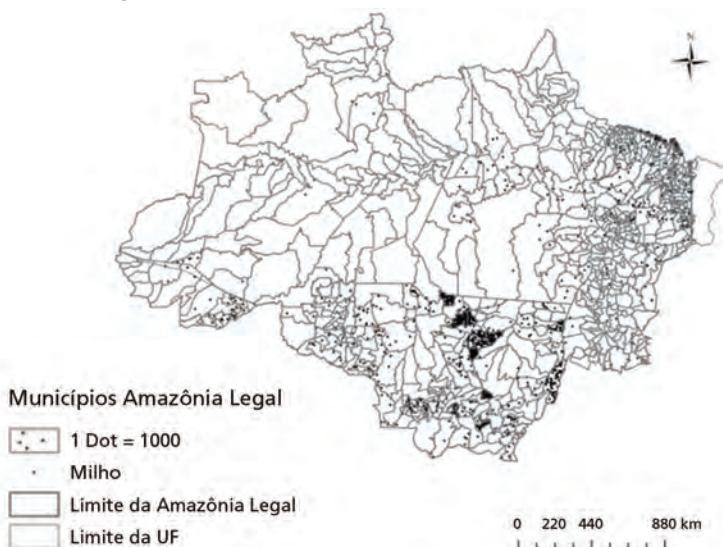 N
Municípios Amazônia Legal
1 Dot = 1000
Milho
Limite da Amazônia Legal
Limite da UF
0 220 440 880 km